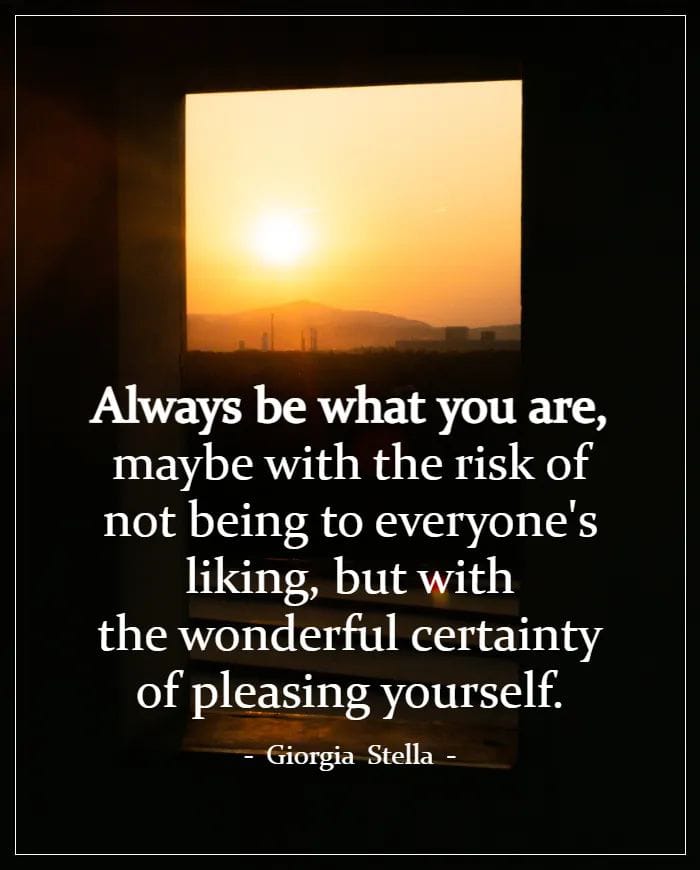 Always be what you are,
maybe with the risk of
not being to everyone's
liking, but with
the wonderful certainty
of pleasing yourself.
- Giorgia Stella -